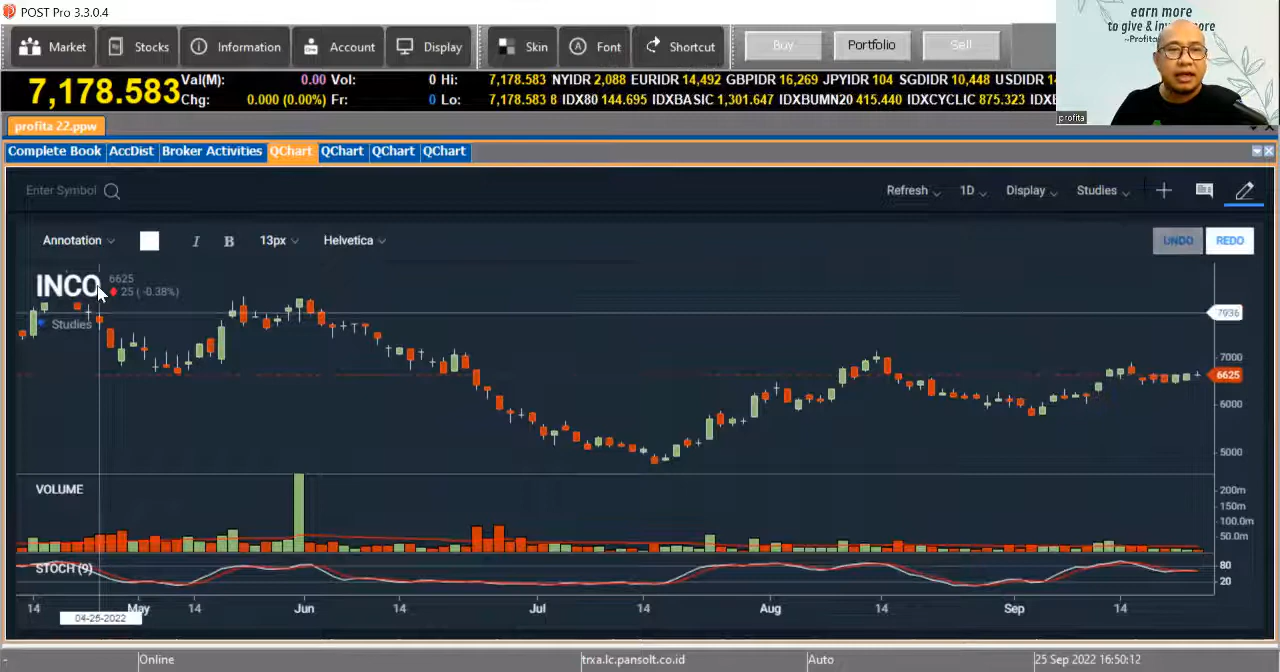 POST Pro 3.3.0.4
earn more
to give & invest more
~Profita
Market Stocks Information Account Display Skin Font Shortcut Buy Portfolio Sell
7,178.583 Val(M): 0.00 Vol: 0 Hi: 7,178.583 NYIDR 2,088 EURIDR 14,492 GBPIDR 16,269 JPYIDR 104 SGDIDR 10,448 USDIDR
Chg: 0.000 (0.00%) Fr: 0 Lo: 7,178.583 8 IDX80 144.695 IDXBASIC 1,301.647 IDXBUMN20 415.440 IDXCYCLIC 875.323
profita
profita 22.ppw
Complete Book AccDist Broker Activities QChart QChart QChart QChart
Enter Symbol Refresh 1D Display Studies
Annotation I B 13px Helvetica UNDO REDO
INCO 6625
25 ( -0.38%)
Studies
7936
7000
6625
6000
5000
VOLUME
200m
150m
100.0m
50.0m
STOCH (9)
80
20
14 May 14 Jun 14 Jul 14 Aug 14 Sep 14
04-25-2022
- Online trxa.lc.pansolt.co.id Auto 25 Sep 2022 16:50:12